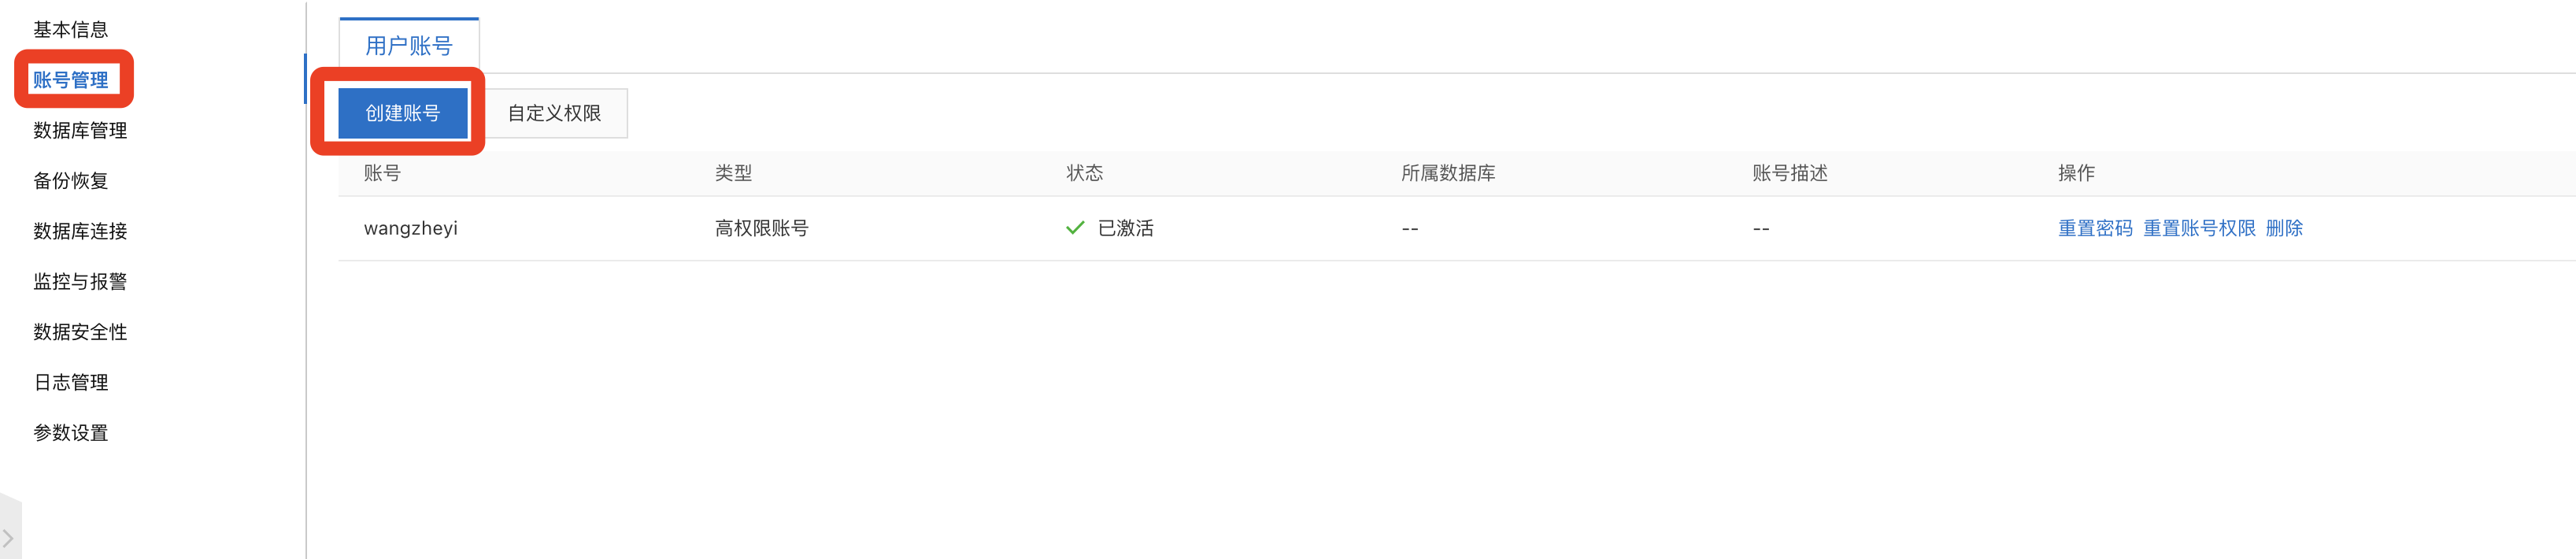 基本信息
账号管理
数据库管理
备份恢复
数据库连接
监控与报警
数据安全性
日志管理
参数设置
用户账号
创建账号 自定义权限
账号 类型 状态 所属数据库 账号描述 操作
wangzheyi 高权限账号 已激活 -- -- 重置密码 重置账号权限 删除